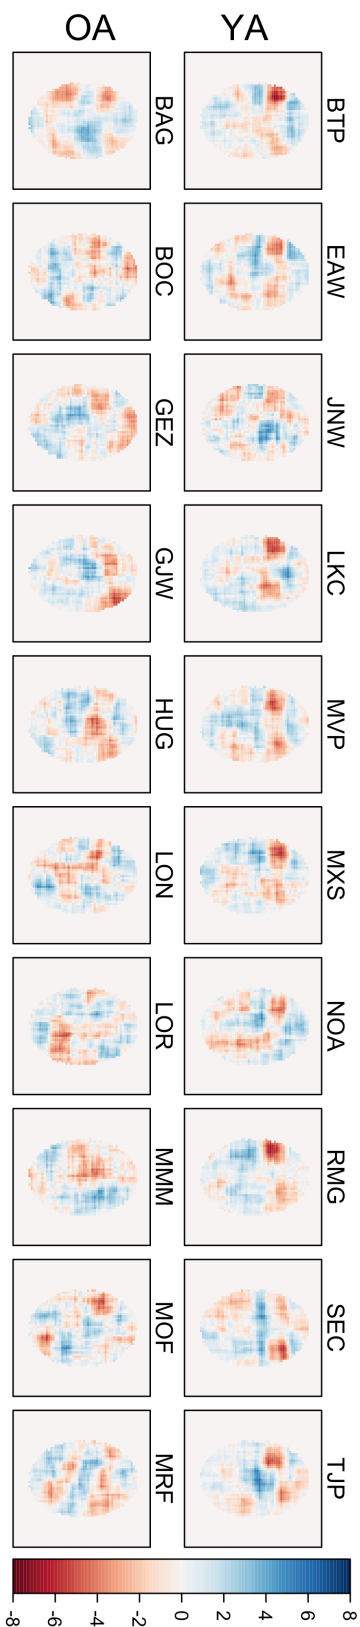 YA
BTP EAW JNW LKC MVP MXS NOA RMG SEC TJP
OA
BAG BOC GEZ GJW HUG LON LOR MMM MOF MRF
8
6
4
2
0
-2
-4
-6
-8